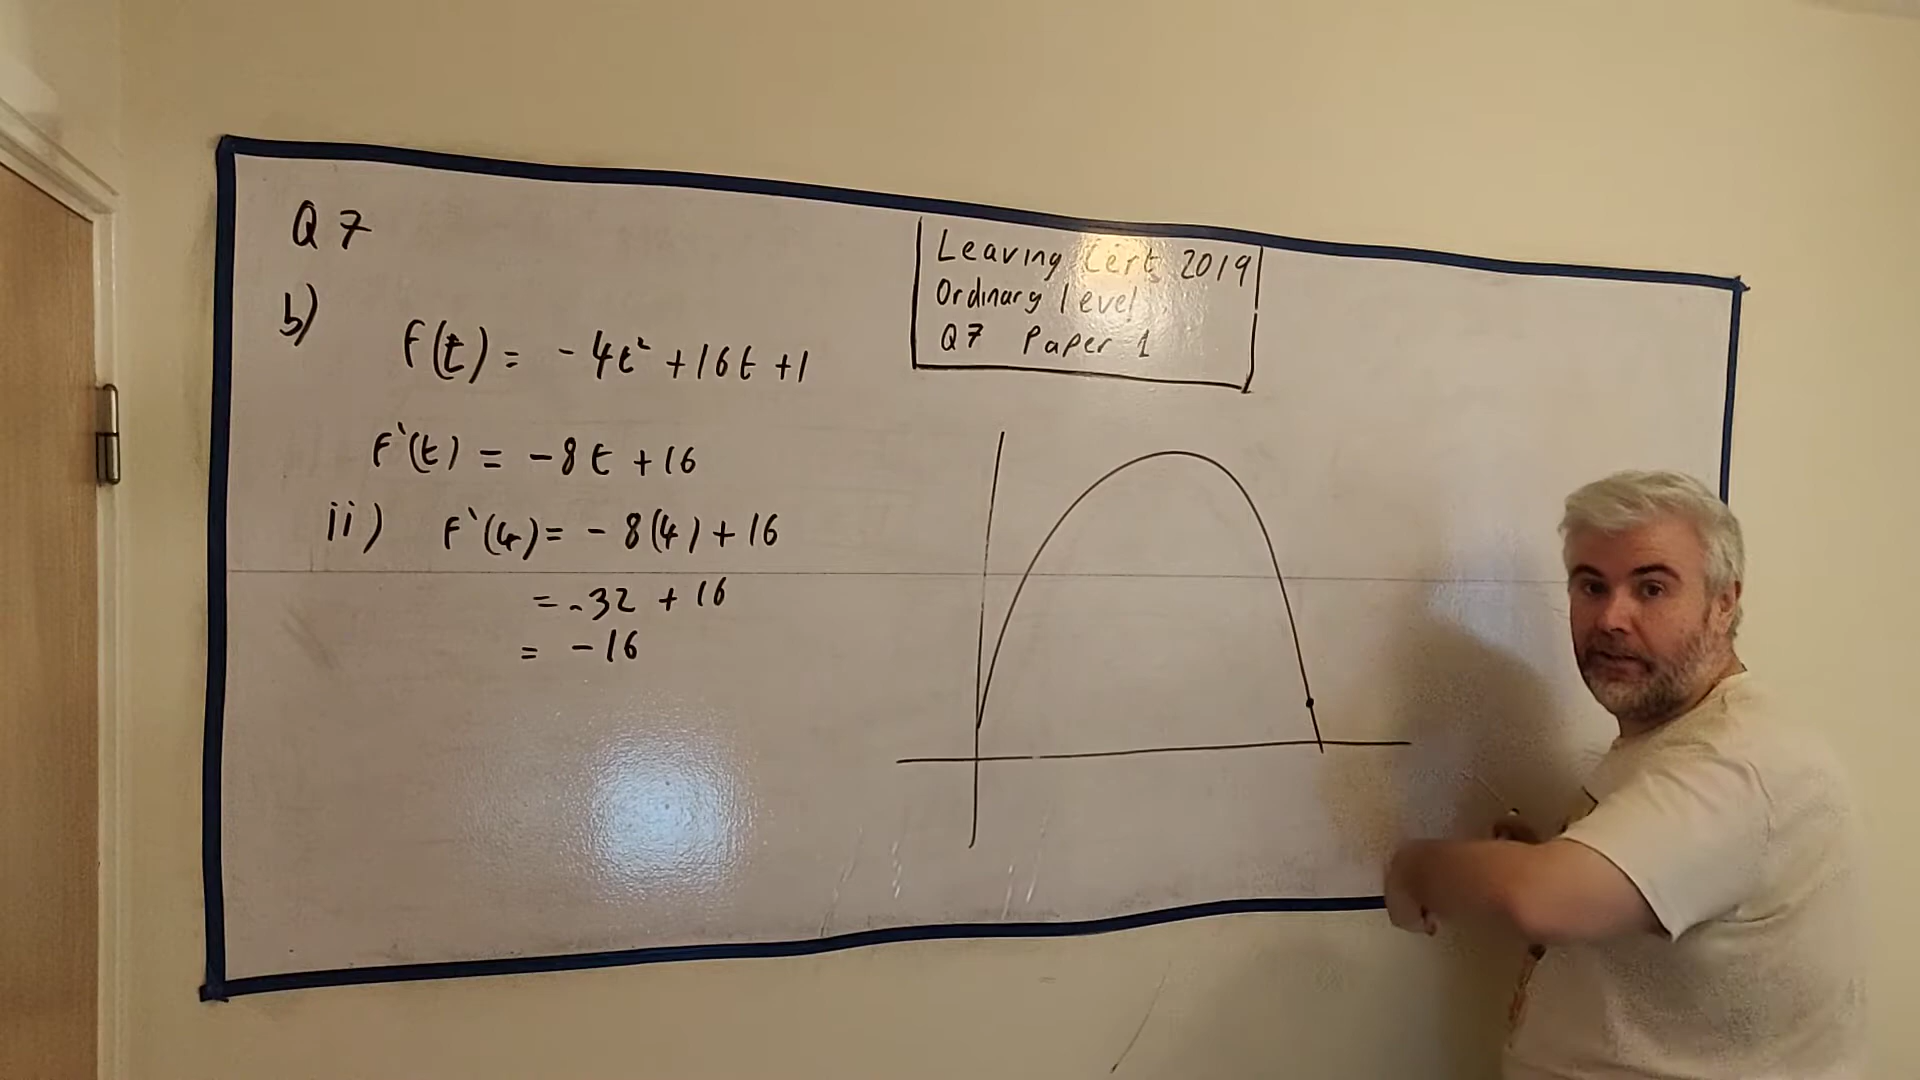 Q7
b)
f(t) = -4t² +16t +1
F`(t) = -8t +16
ii) F`(4) = -8(4) +16
= -32 + 16
= -16
Leaving Cert 2019
Ordinary level
Q7 Paper 1